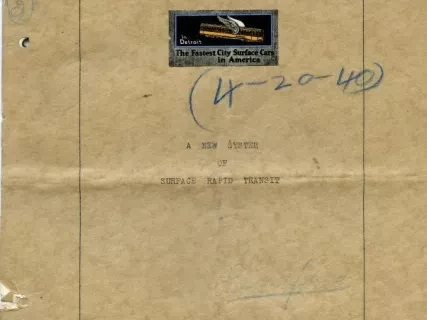 In
Detroit
The Fastest City Surface Cars
in America
(4-20-40)
A NEW SYSTEM
OF
SURFACE RAPID TRANSIT